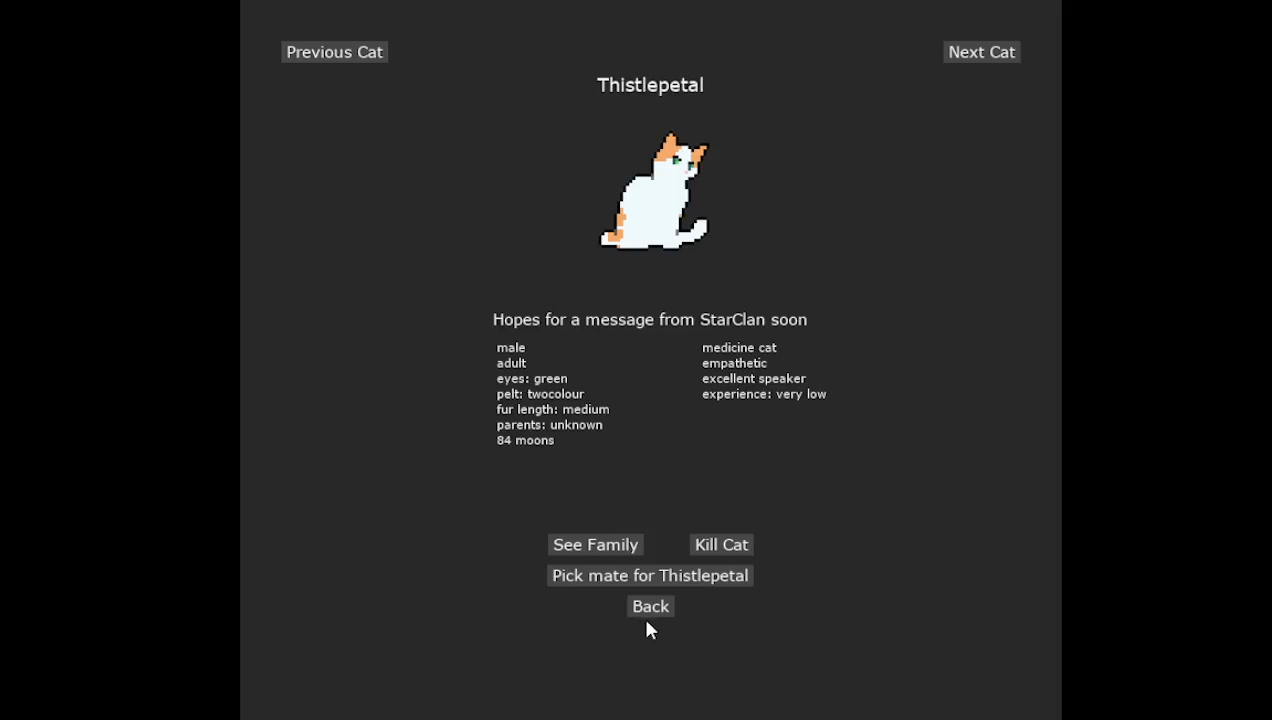 Previous Cat
Next Cat
Thistlepetal
Hopes for a message from StarClan soon
male
adult
eyes: green
pelt: twocolour
fur length: medium
parents: unknown
84 moons
medicine cat
empathetic
excellent speaker
experience: very low
See Family
Kill Cat
Pick mate for Thistlepetal
Back